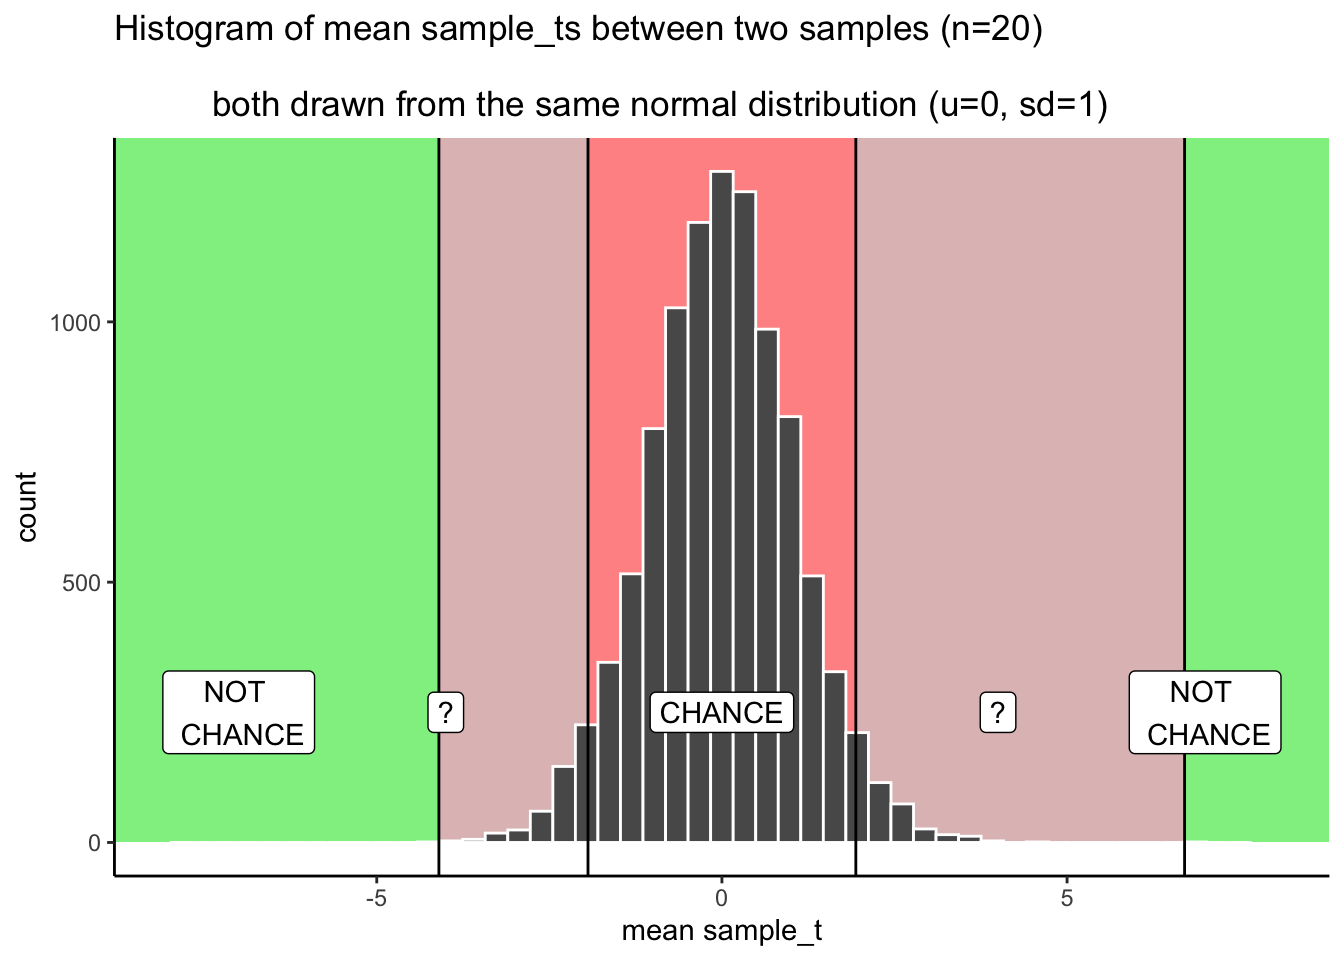 Histogram of mean sample_ts between two samples (n=20)
both drawn from the same normal distribution (u=0, sd=1)
count
1000
500
0
NOT
CHANCE
?
CHANCE
?
NOT
CHANCE
-5
0
5
mean sample_t